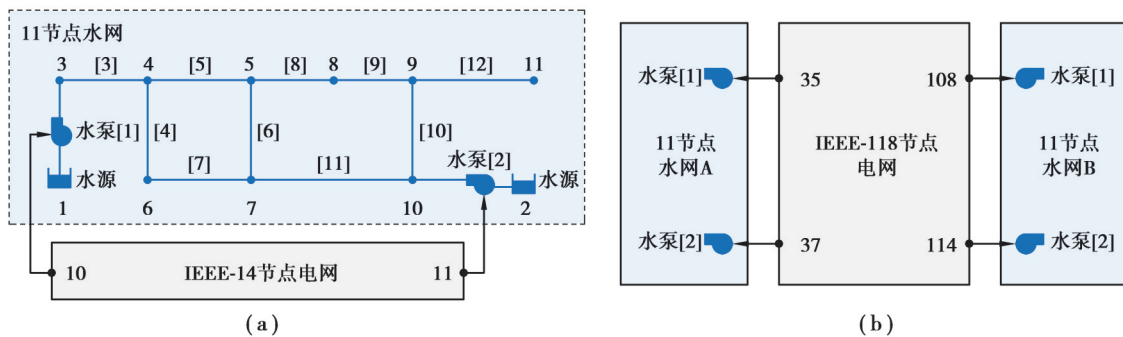 11节点水网
3 [3] 4 [5] 5 [8] 8 [9] 9 [12] 11
水泵[1] [4] [6] [10]
[7] [11] 水泵[2]
水源 水源
1 6 7 10 2
10 IEEE-14节点电网 11
(a)
水泵[1] 35 108 水泵[1]
11节点
水网A
IEEE-118节点
电网
11节点
水网B
水泵[2] 37 114 水泵[2]
(b)